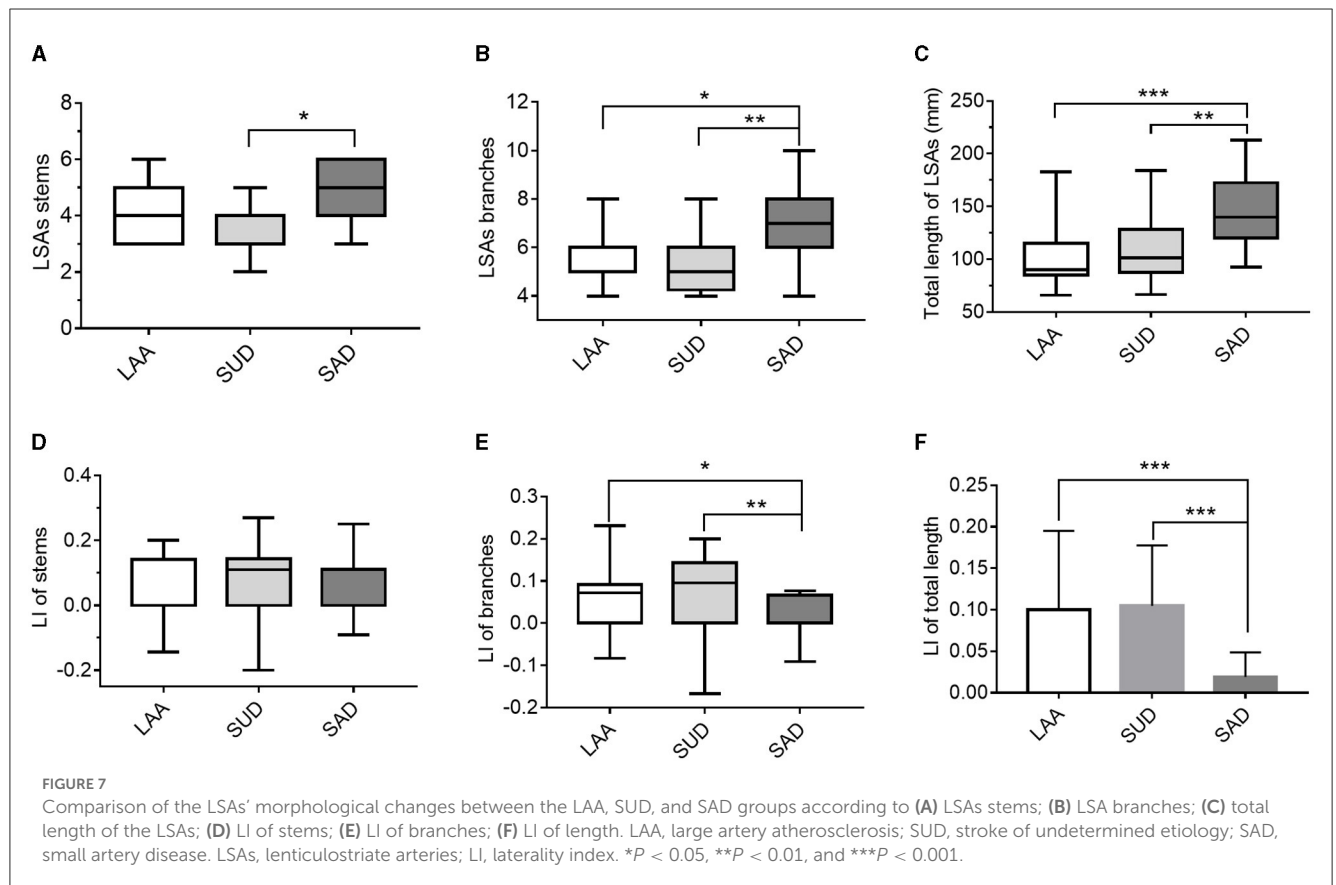 A
LSAs stems
8
6
4
2
0
*
LAA
SUD
SAD
B
LSAs branches
12
10
8
6
4
*
**
LAA
SUD
SAD
C
Total length of LSAs (mm)
250
200
150
100
50
***
**
LAA
SUD
SAD
D
LI of stems
0.4
0.2
0.0
-0.2
LAA
SUD
SAD
E
LI of branches
0.3
0.2
0.1
0.0
-0.1
-0.2
*
**
LAA
SUD
SAD
F
LI of total length
0.25
0.20
0.15
0.10
0.05
0.00
***
***
LAA
SUD
SAD
FIGURE 7
Comparison of the LSAs' morphological changes between the LAA, SUD, and SAD groups according to (A) LSAs stems; (B) LSA branches; (C) total
length of the LSAs; (D) LI of stems; (E) LI of branches; (F) LI of length. LAA, large artery atherosclerosis; SUD, stroke of undetermined etiology; SAD,
small artery disease. LSAs, lenticulostriate arteries; LI, laterality index. *P < 0.05, **P < 0.01, and ***P < 0.001.